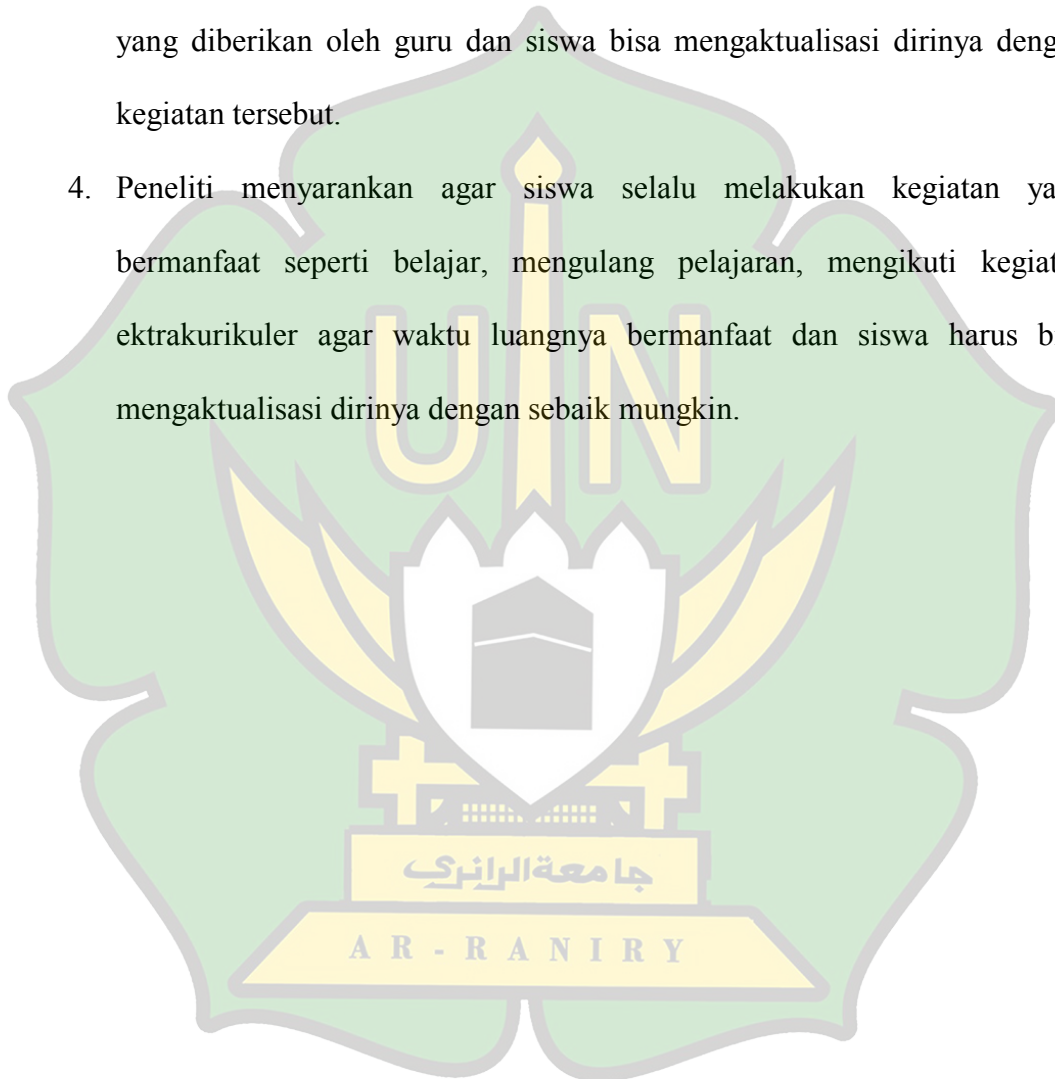 yang diberikan oleh guru dan siswa bisa mengaktualisasi dirinya deng
kegiatan tersebut.
4. Peneliti menyarankan agar siswa selalu melakukan kegiatan ya
bermanfaat seperti belajar, mengulang pelajaran, mengikuti kegiat
ektrakurikuler agar waktu luangnya bermanfaat dan siswa harus b
mengaktualisasi dirinya dengan sebaik mungkin.
UIN
جامعة الرانري
AR-RANIRY